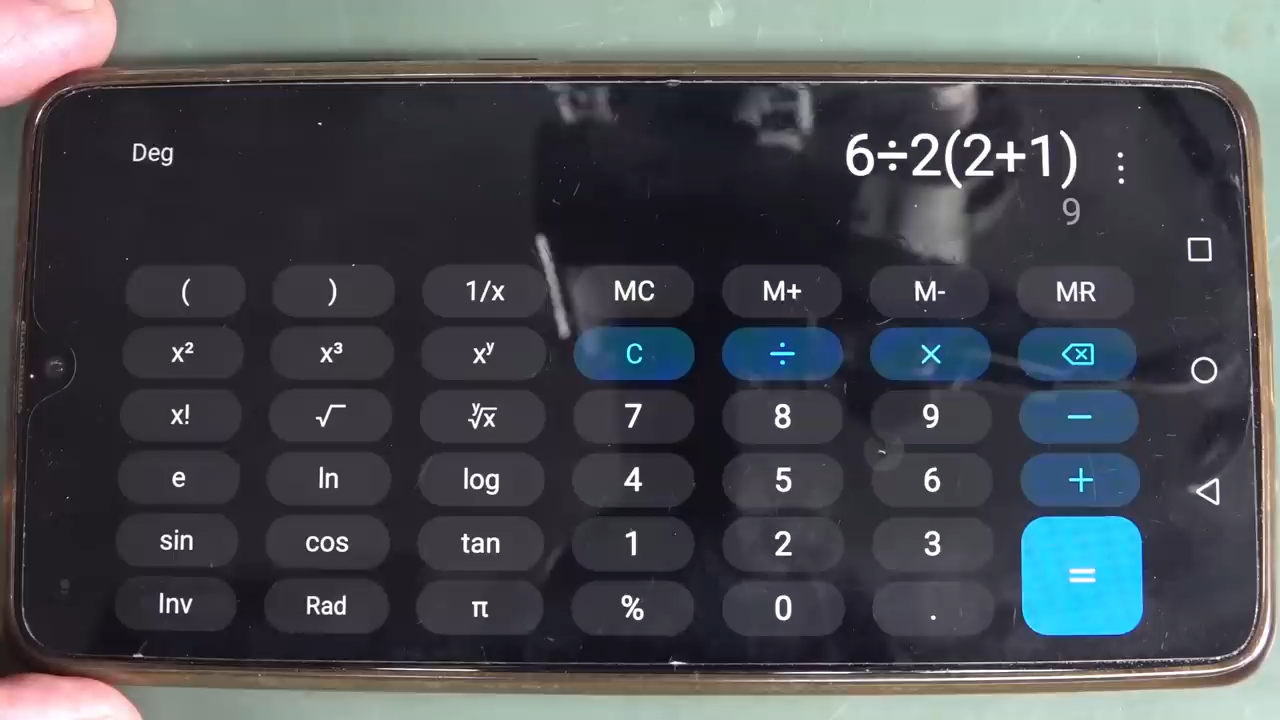 Deg
6÷2(2+1)
9
( ) 1/x MC M+ M- MR
x² x³ xʸ C ÷ ×
x! √ ʸ√x 7 8 9 −
e ln log 4 5 6 +
sin cos tan 1 2 3 =
Inv Rad π % 0 .